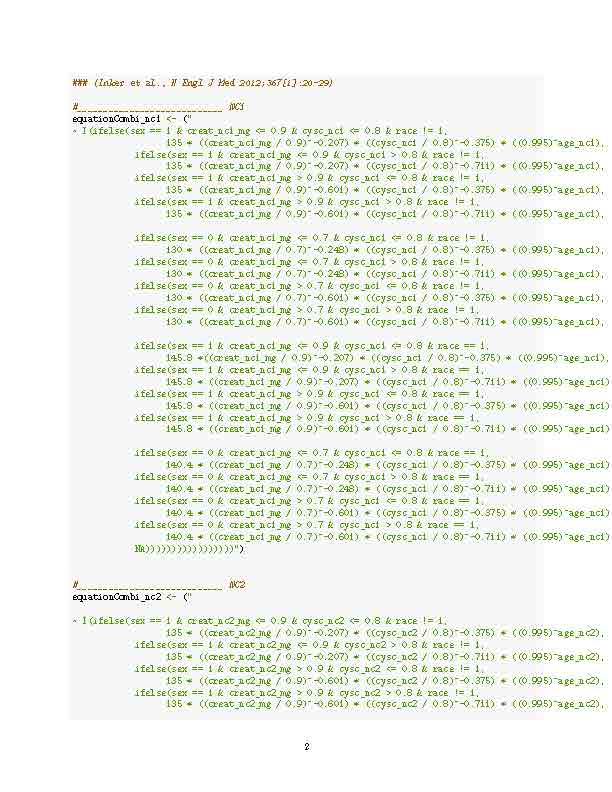 ### (Inker et al., N Engl J Med 2012;367[1]:20-29)
#___________________________ NC1
equationCombi_nc1 <- ("
~ I(ifelse(sex == 1 & creat_nc1_mg <= 0.9 & cysc_nc1 <= 0.8 & race != 1,
135 * ((creat_nc1_mg / 0.9)^-0.207) * ((cysc_nc1 / 0.8)^-0.375) * ((0.995)^age_nc1),
ifelse(sex == 1 & creat_nc1_mg <= 0.9 & cysc_nc1 > 0.8 & race != 1,
135 * ((creat_nc1_mg / 0.9)^-0.207) * ((cysc_nc1 / 0.8)^-0.711) * ((0.995)^age_nc1),
ifelse(sex == 1 & creat_nc1_mg > 0.9 & cysc_nc1 <= 0.8 & race != 1,
135 * ((creat_nc1_mg / 0.9)^-0.601) * ((cysc_nc1 / 0.8)^-0.375) * ((0.995)^age_nc1),
ifelse(sex == 1 & creat_nc1_mg > 0.9 & cysc_nc1 > 0.8 & race != 1,
135 * ((creat_nc1_mg / 0.9)^-0.601) * ((cysc_nc1 / 0.8)^-0.711) * ((0.995)^age_nc1),
ifelse(sex == 0 & creat_nc1_mg <= 0.7 & cysc_nc1 <= 0.8 & race != 1,
130 * ((creat_nc1_mg / 0.7)^-0.248) * ((cysc_nc1 / 0.8)^-0.375) * ((0.995)^age_nc1),
ifelse(sex == 0 & creat_nc1_mg <= 0.7 & cysc_nc1 > 0.8 & race != 1,
130 * ((creat_nc1_mg / 0.7)^-0.248) * ((cysc_nc1 / 0.8)^-0.711) * ((0.995)^age_nc1),
ifelse(sex == 0 & creat_nc1_mg > 0.7 & cysc_nc1 <= 0.8 & race != 1,
130 * ((creat_nc1_mg / 0.7)^-0.601) * ((cysc_nc1 / 0.8)^-0.375) * ((0.995)^age_nc1),
ifelse(sex == 0 & creat_nc1_mg > 0.7 & cysc_nc1 > 0.8 & race != 1,
130 * ((creat_nc1_mg / 0.7)^-0.601) * ((cysc_nc1 / 0.8)^-0.711) * ((0.995)^age_nc1),
ifelse(sex == 1 & creat_nc1_mg <= 0.9 & cysc_nc1 <= 0.8 & race == 1,
145.8 *((creat_nc1_mg / 0.9)^-0.207) * ((cysc_nc1 / 0.8)^-0.375) * ((0.995)^age_nc1),
ifelse(sex == 1 & creat_nc1_mg <= 0.9 & cysc_nc1 > 0.8 & race == 1,
145.8 * ((creat_nc1_mg / 0.9)^-0.207) * ((cysc_nc1 / 0.8)^-0.711) * ((0.995)^age_nc1)
ifelse(sex == 1 & creat_nc1_mg > 0.9 & cysc_nc1 <= 0.8 & race == 1,
145.8 * ((creat_nc1_mg / 0.9)^-0.601) * ((cysc_nc1 / 0.8)^-0.375) * ((0.995)^age_nc1)
ifelse(sex == 1 & creat_nc1_mg > 0.9 & cysc_nc1 > 0.8 & race == 1,
145.8 * ((creat_nc1_mg / 0.9)^-0.601) * ((cysc_nc1 / 0.8)^-0.711) * ((0.995)^age_nc1)
ifelse(sex == 0 & creat_nc1_mg <= 0.7 & cysc_nc1 <= 0.8 & race == 1,
140.4 * ((creat_nc1_mg / 0.7)^-0.248) * ((cysc_nc1 / 0.8)^-0.375) * ((0.995)^age_nc1)
ifelse(sex == 0 & creat_nc1_mg <= 0.7 & cysc_nc1 > 0.8 & race == 1,
140.4 * ((creat_nc1_mg / 0.7)^-0.248) * ((cysc_nc1 / 0.8)^-0.711) * ((0.995)^age_nc1)
ifelse(sex == 0 & creat_nc1_mg > 0.7 & cysc_nc1 <= 0.8 & race == 1,
140.4 * ((creat_nc1_mg / 0.7)^-0.601) * ((cysc_nc1 / 0.8)^-0.375) * ((0.995)^age_nc1)
ifelse(sex == 0 & creat_nc1_mg > 0.7 & cysc_nc1 > 0.8 & race == 1,
140.4 * ((creat_nc1_mg / 0.7)^-0.601) * ((cysc_nc1 / 0.8)^-0.711) * ((0.995)^age_nc1)
NA)))))))))))))))))")
#___________________________ NC2
equationCombi_nc2 <- ("
~ I(ifelse(sex == 1 & creat_nc2_mg <= 0.9 & cysc_nc2 <= 0.8 & race != 1,
135 * ((creat_nc2_mg / 0.9)^-0.207) * ((cysc_nc2 / 0.8)^-0.375) * ((0.995)^age_nc2),
ifelse(sex == 1 & creat_nc2_mg <= 0.9 & cysc_nc2 > 0.8 & race != 1,
135 * ((creat_nc2_mg / 0.9)^-0.207) * ((cysc_nc2 / 0.8)^-0.711) * ((0.995)^age_nc2),
ifelse(sex == 1 & creat_nc2_mg > 0.9 & cysc_nc2 <= 0.8 & race != 1,
135 * ((creat_nc2_mg / 0.9)^-0.601) * ((cysc_nc2 / 0.8)^-0.375) * ((0.995)^age_nc2),
ifelse(sex == 1 & creat_nc2_mg > 0.9 & cysc_nc2 > 0.8 & race != 1,
135 * ((creat_nc2_mg / 0.9)^-0.601) * ((cysc_nc2 / 0.8)^-0.711) * ((0.995)^age_nc2),
2